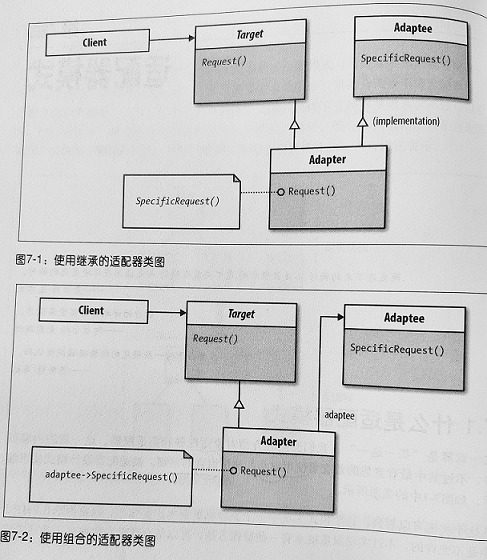 Client
Target
Request()
Adaptee
SpecificRequest()
(implementation)
Adapter
Request()
SpecificRequest()
图7-1：使用继承的适配器类图
Client
Target
Request()
Adaptee
SpecificRequest()
adaptee
Adapter
Request()
adaptee->SpecificRequest()
图7-2：使用组合的适配器类图